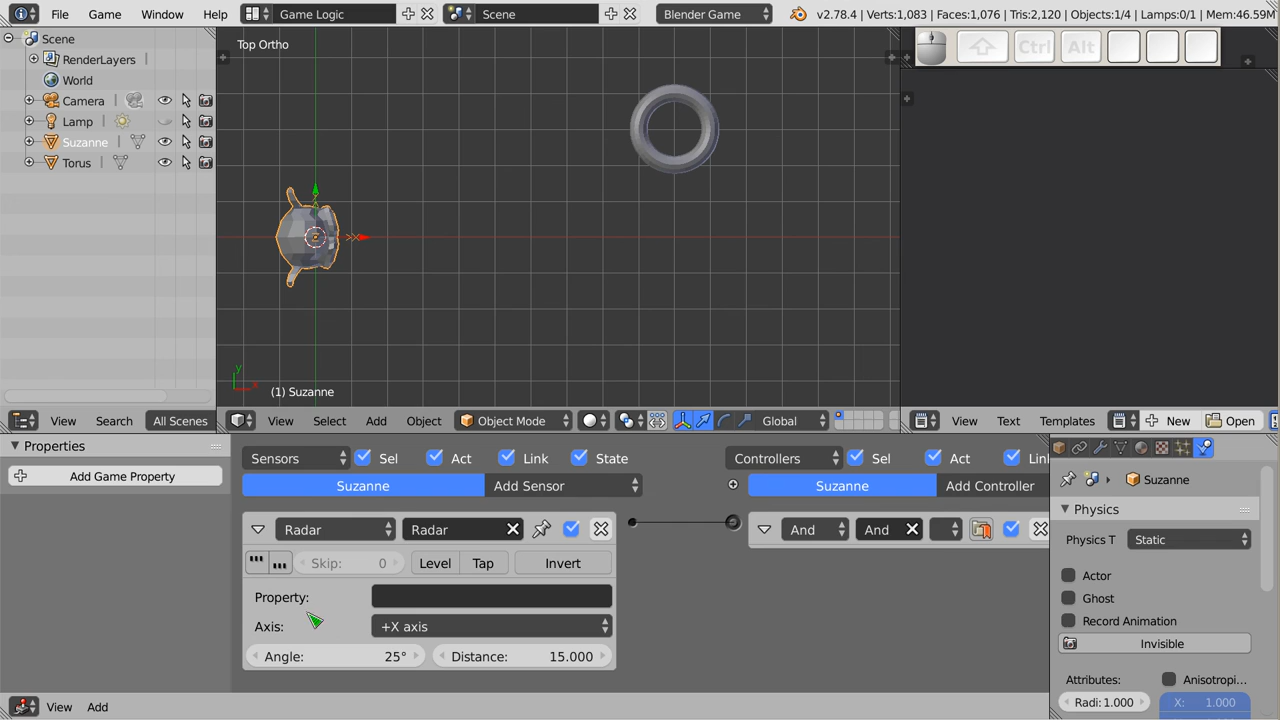 File Game Window Help Game Logic Scene Blender Game v2.78.4 | Verts:1,083 | Faces:1,076 | Tris:2,120 | Objects:1/4 | Lamps:0/1 | Mem:46.59M
Scene
RenderLayers |
World
Camera |
Lamp |
Suzanne |
Torus |
Top Ortho
Ctrl Alt
y
x
(1) Suzanne
View Search All Scenes
View Select Add Object Object Mode Global
View Text Templates New Open
Properties
Add Game Property
Sensors Sel Act Link State
Suzanne Add Sensor
Radar Radar
Skip: 0 Level Tap Invert
Property:
Axis: +X axis
Angle: 25° Distance: 15.000
Controllers Sel Act Link
Suzanne Add Controller
And And
Suzanne
Physics
Physics T Static
Actor
Ghost
Record Animation
Invisible
Attributes: Anisotropi...
Radi: 1.000 X: 1.000
View Add